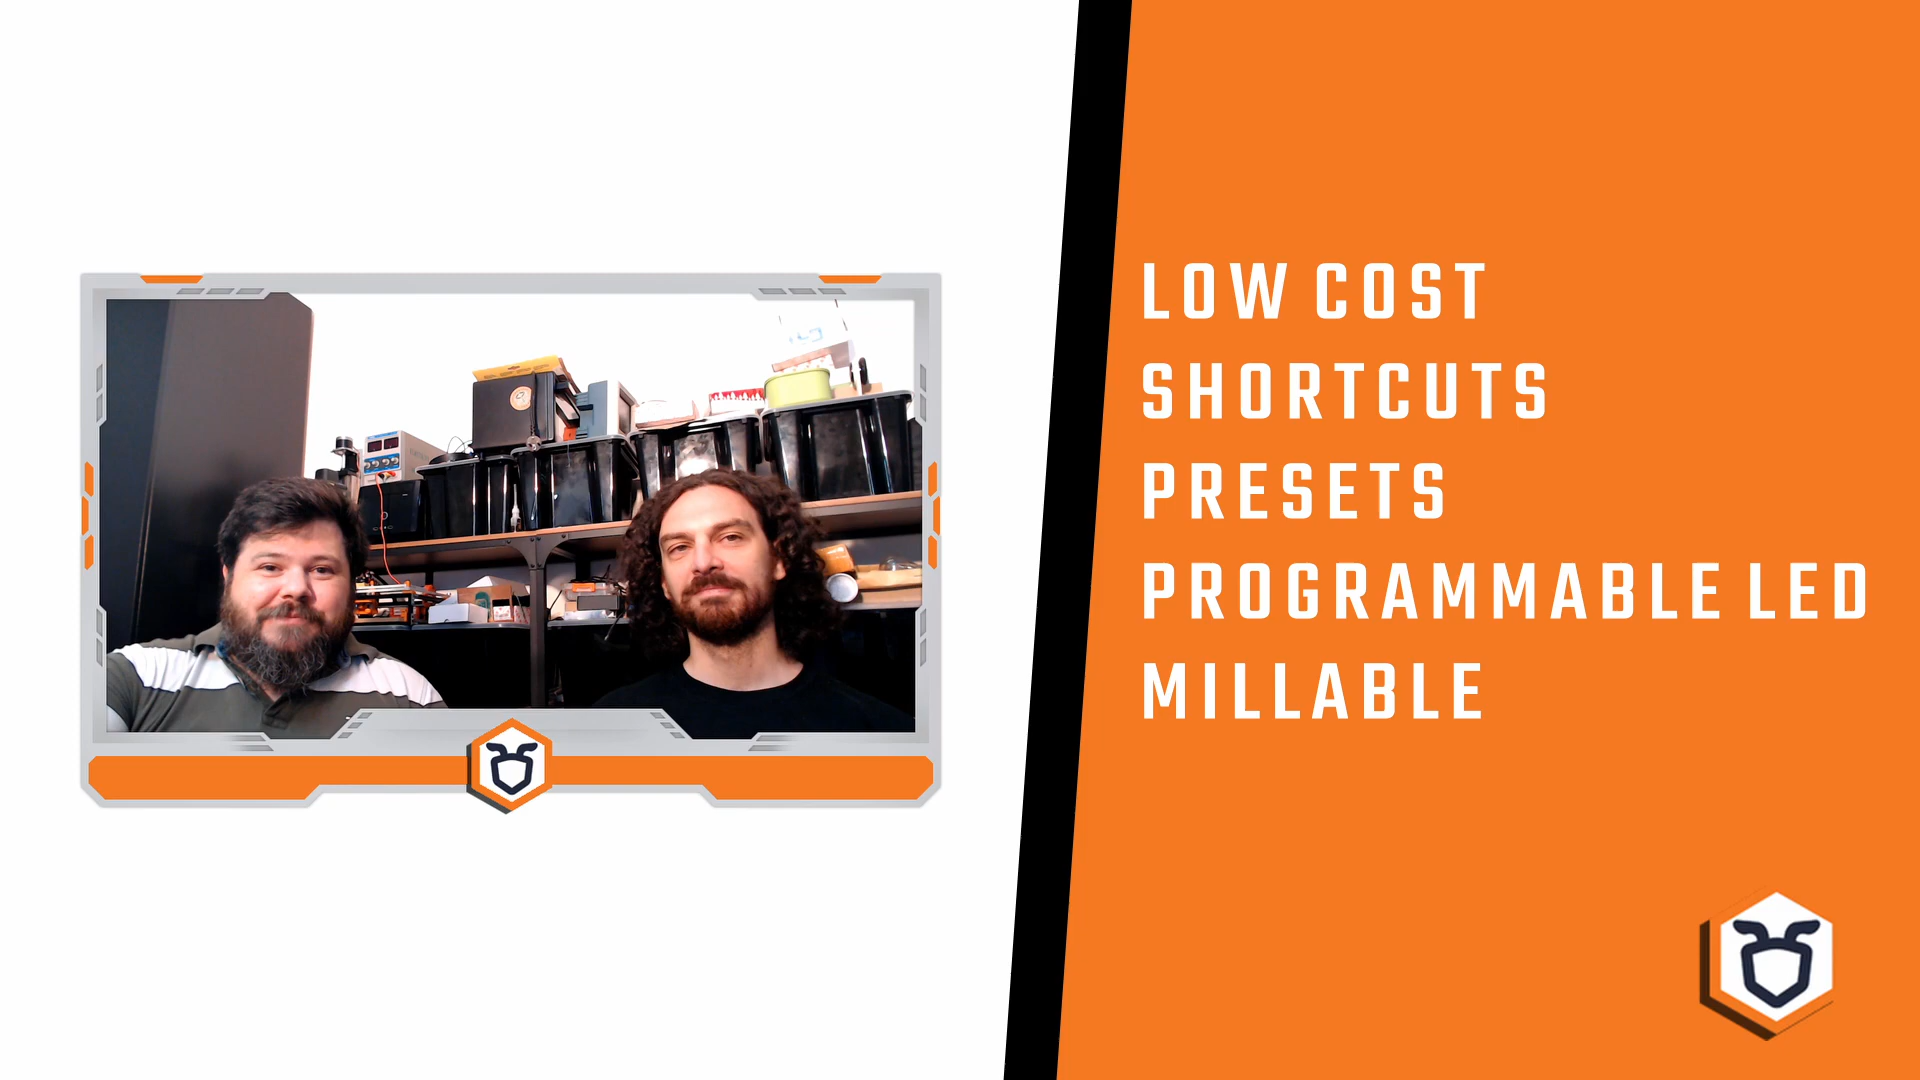 LOW COST
SHORTCUTS
PRESETS
PROGRAMMABLE LED
MILLABLE